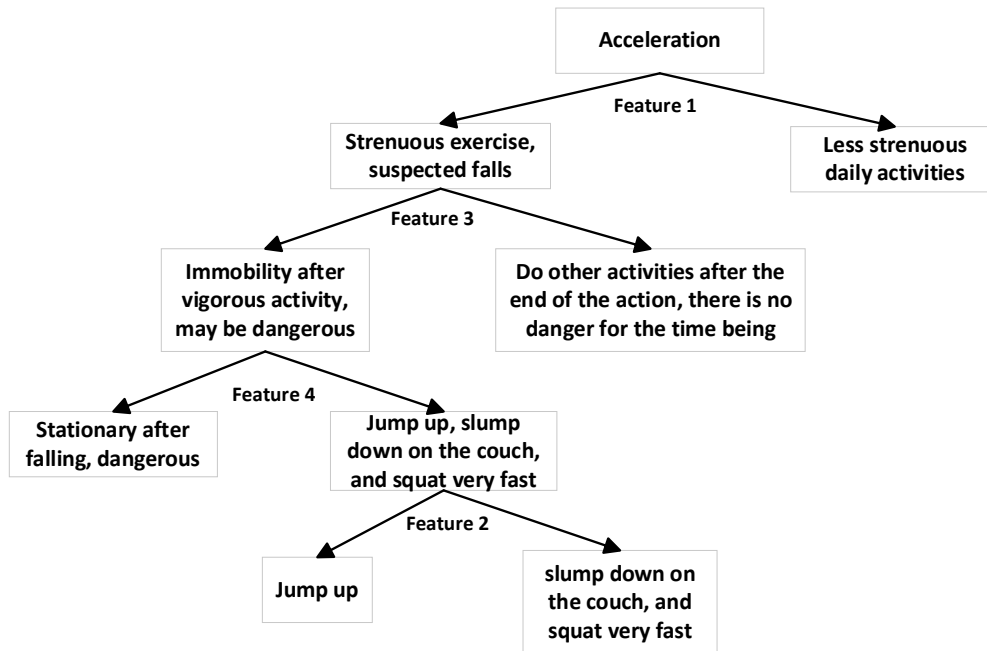 Acceleration
Feature 1
Strenuous exercise,
suspected falls
Less strenuous
daily activities
Feature 3
Immobility after
vigorous activity,
may be dangerous
Do other activities after the
end of the action, there is no
danger for the time being
Feature 4
Stationary after
falling, dangerous
Jump up, slump
down on the couch,
and squat very fast
Feature 2
Jump up
slump down on
the couch, and
squat very fast